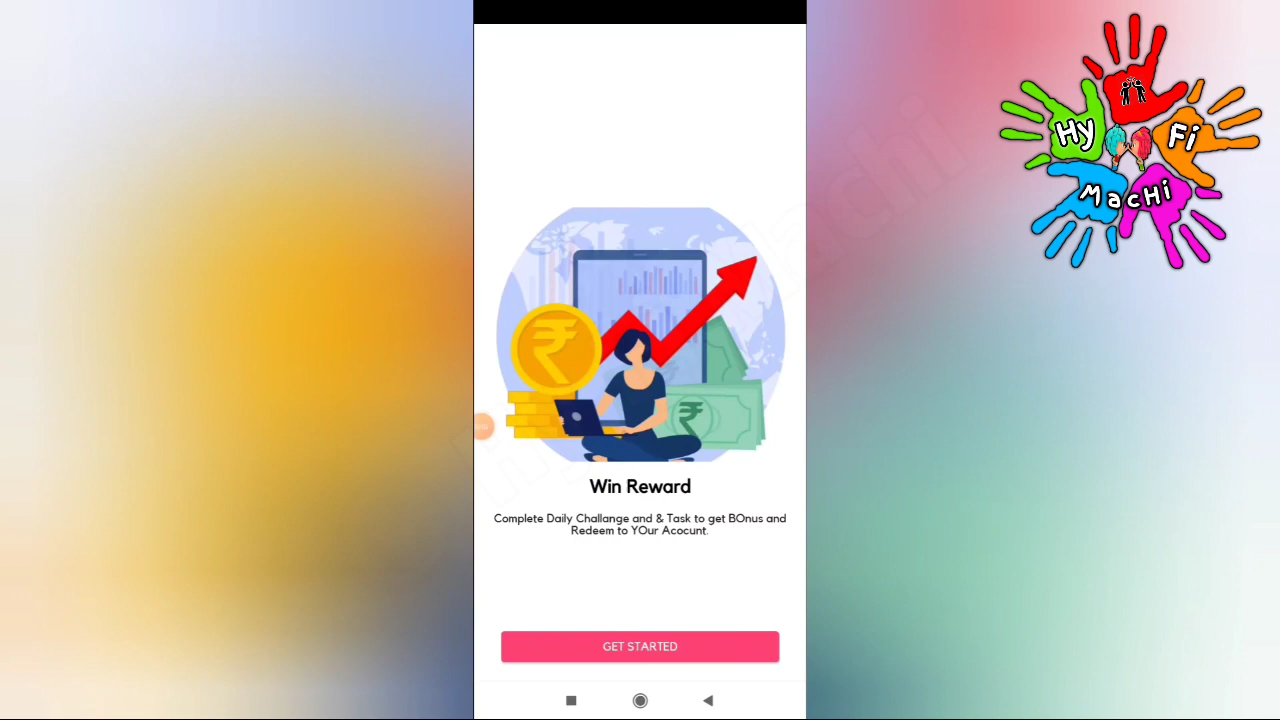 Hy
Fi
MacHi
Win Reward
Complete Daily Challange and & Task to get BOnus and
Redeem to YOur Acocunt.
GET STARTED